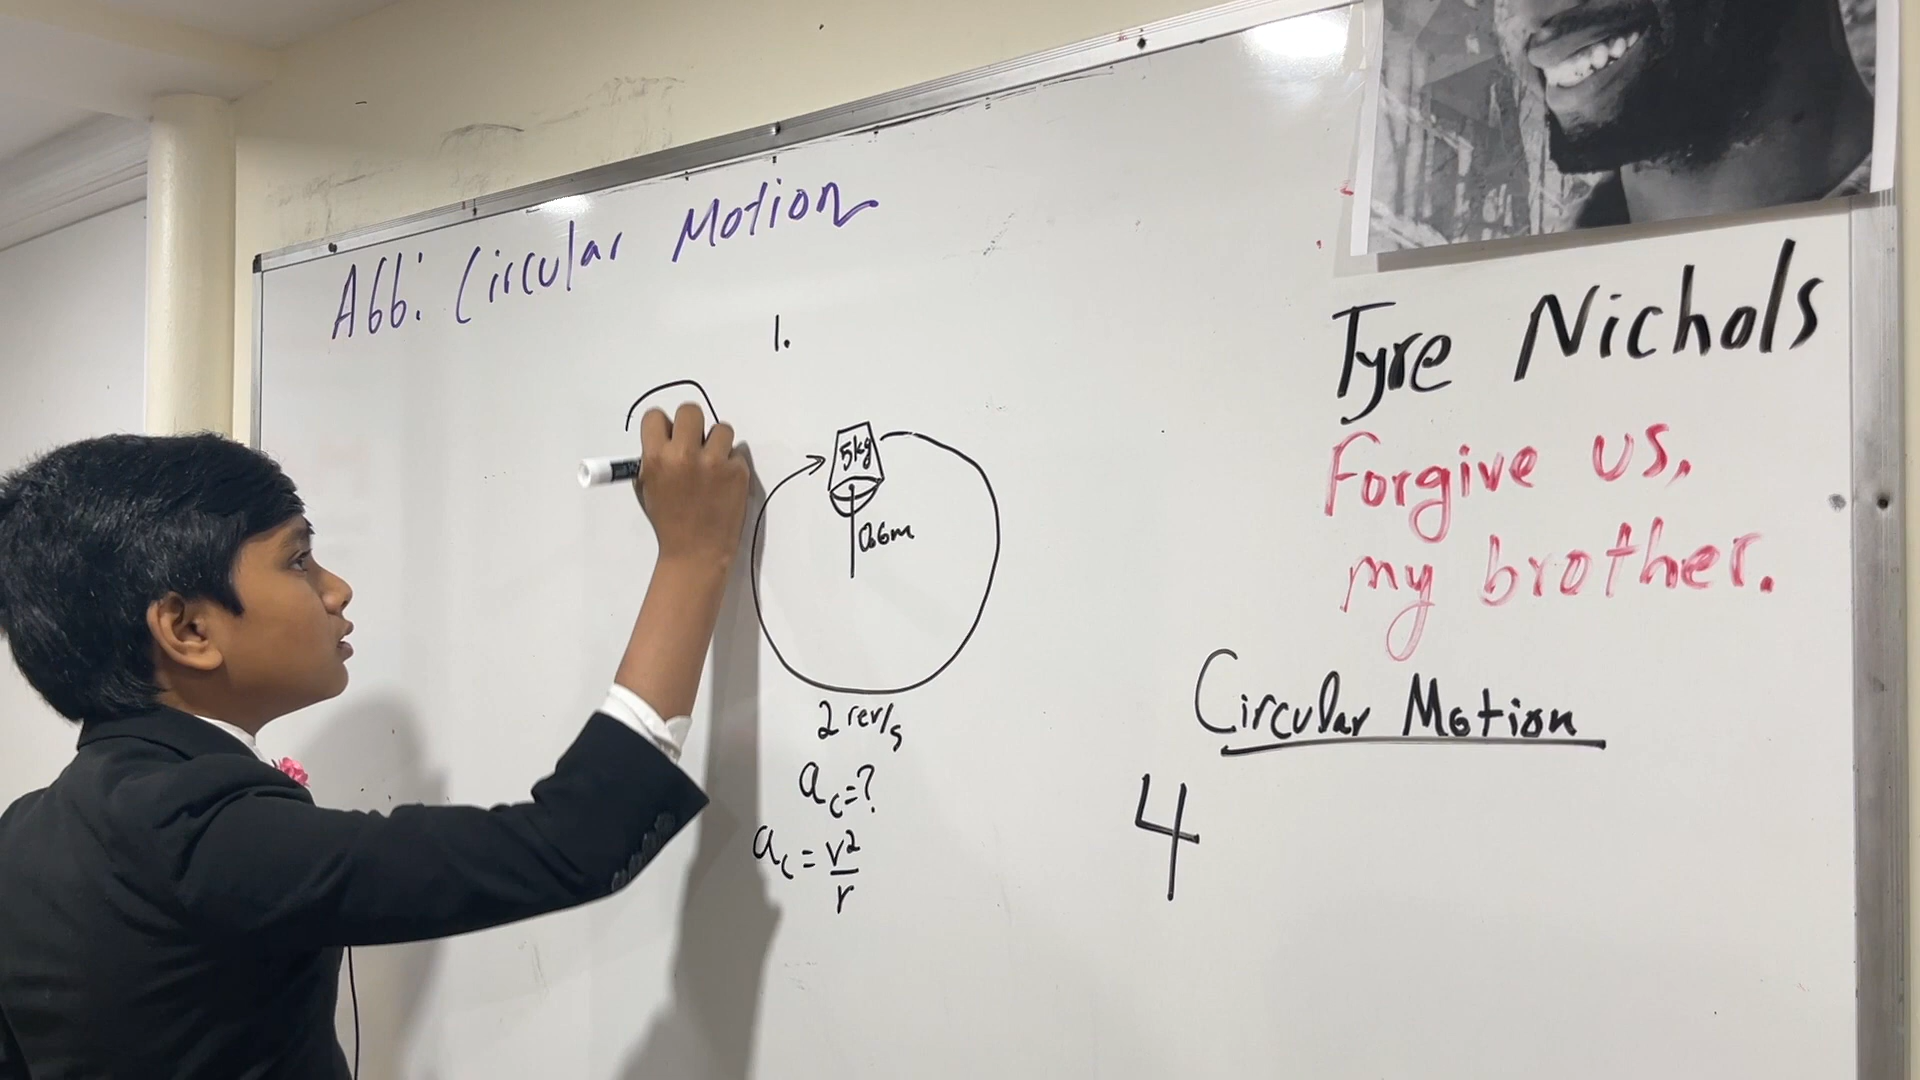 A66: Circular Motion
1.
5kg
0.6m
2 rev/s
a_c=?
a_c = v²/r
Tyre Nichols
Forgive us,
my brother.
Circular Motion
4